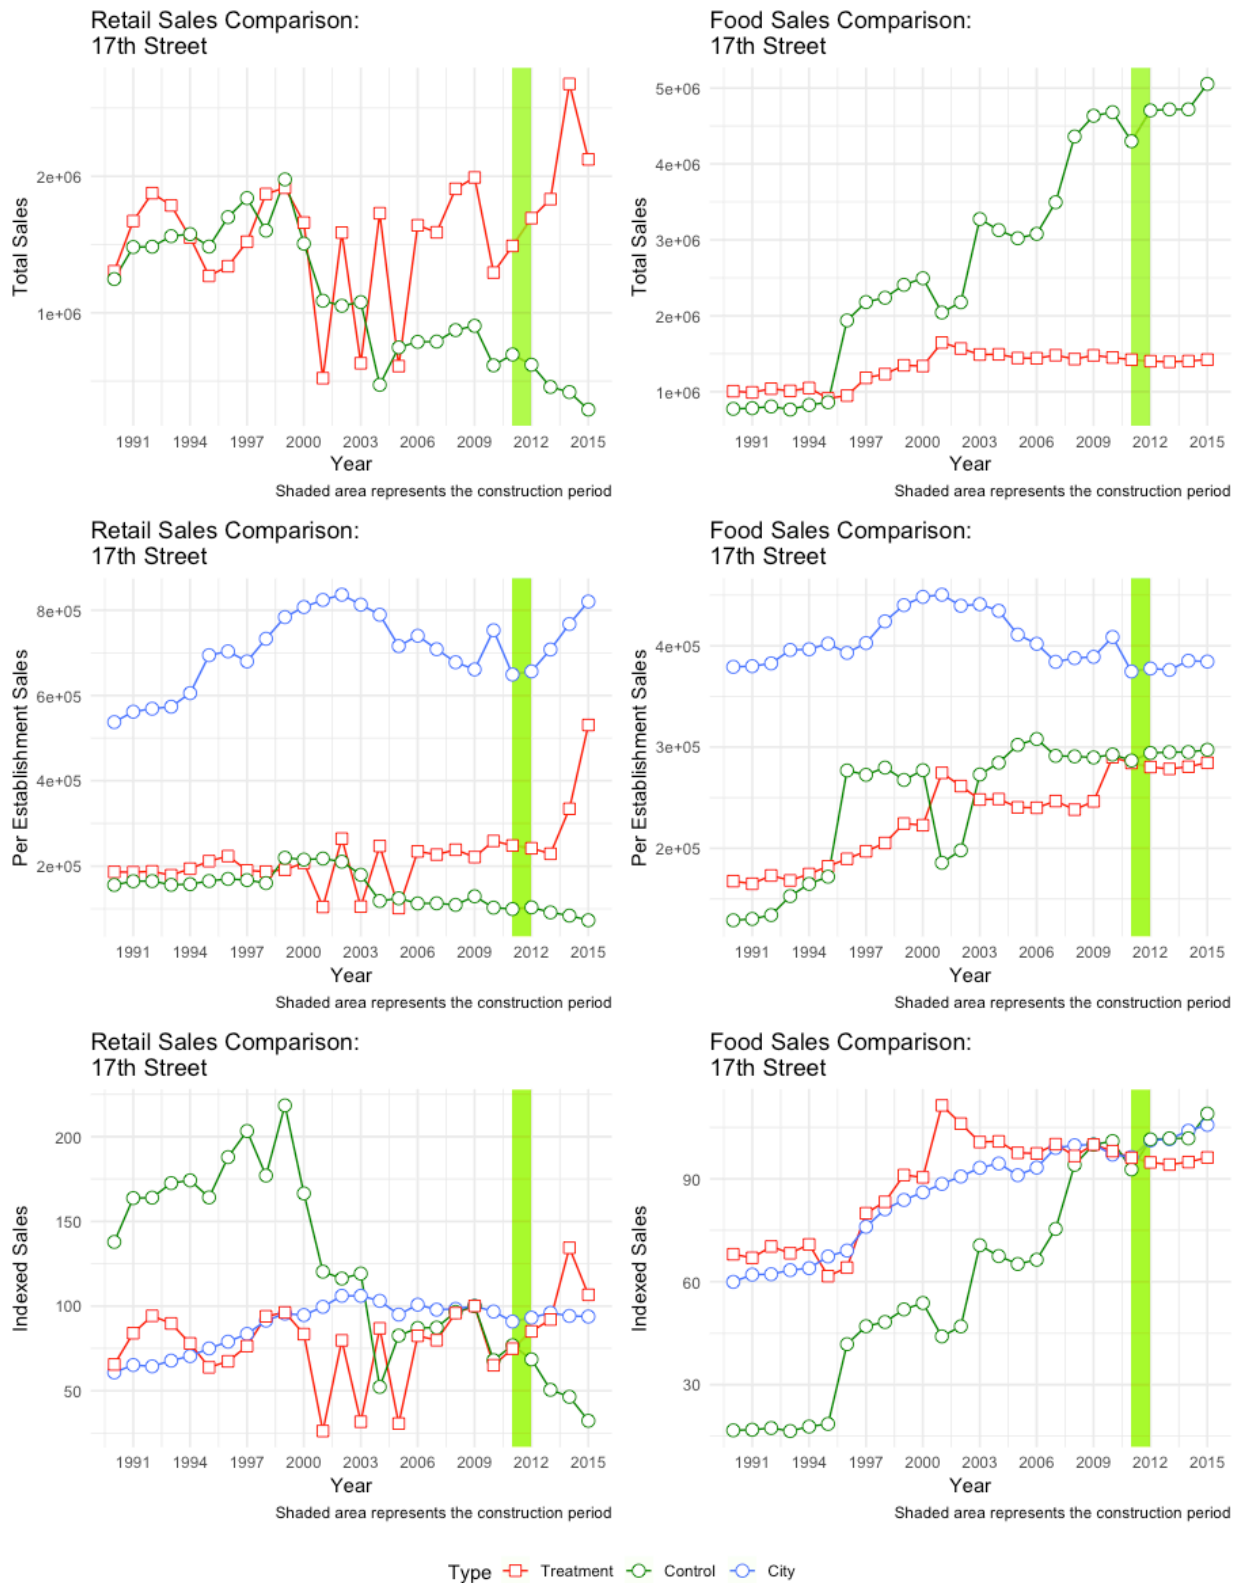 Retail Sales Comparison:
17th Street
Total Sales
2e+06
1e+06
1991 1994 1997 2000 2003 2006 2009 2012 2015
Year
Shaded area represents the construction period
Food Sales Comparison:
17th Street
Total Sales
5e+06
4e+06
3e+06
2e+06
1e+06
1991 1994 1997 2000 2003 2006 2009 2012 2015
Year
Shaded area represents the construction period
Retail Sales Comparison:
17th Street
Per Establishment Sales
8e+05
6e+05
4e+05
2e+05
1991 1994 1997 2000 2003 2006 2009 2012 2015
Year
Shaded area represents the construction period
Food Sales Comparison:
17th Street
Per Establishment Sales
4e+05
3e+05
2e+05
1991 1994 1997 2000 2003 2006 2009 2012 2015
Year
Shaded area represents the construction period
Retail Sales Comparison:
17th Street
Indexed Sales
200
150
100
50
1991 1994 1997 2000 2003 2006 2009 2012 2015
Year
Shaded area represents the construction period
Food Sales Comparison:
17th Street
Indexed Sales
90
60
30
1991 1994 1997 2000 2003 2006 2009 2012 2015
Year
Shaded area represents the construction period
Type Treatment Control City